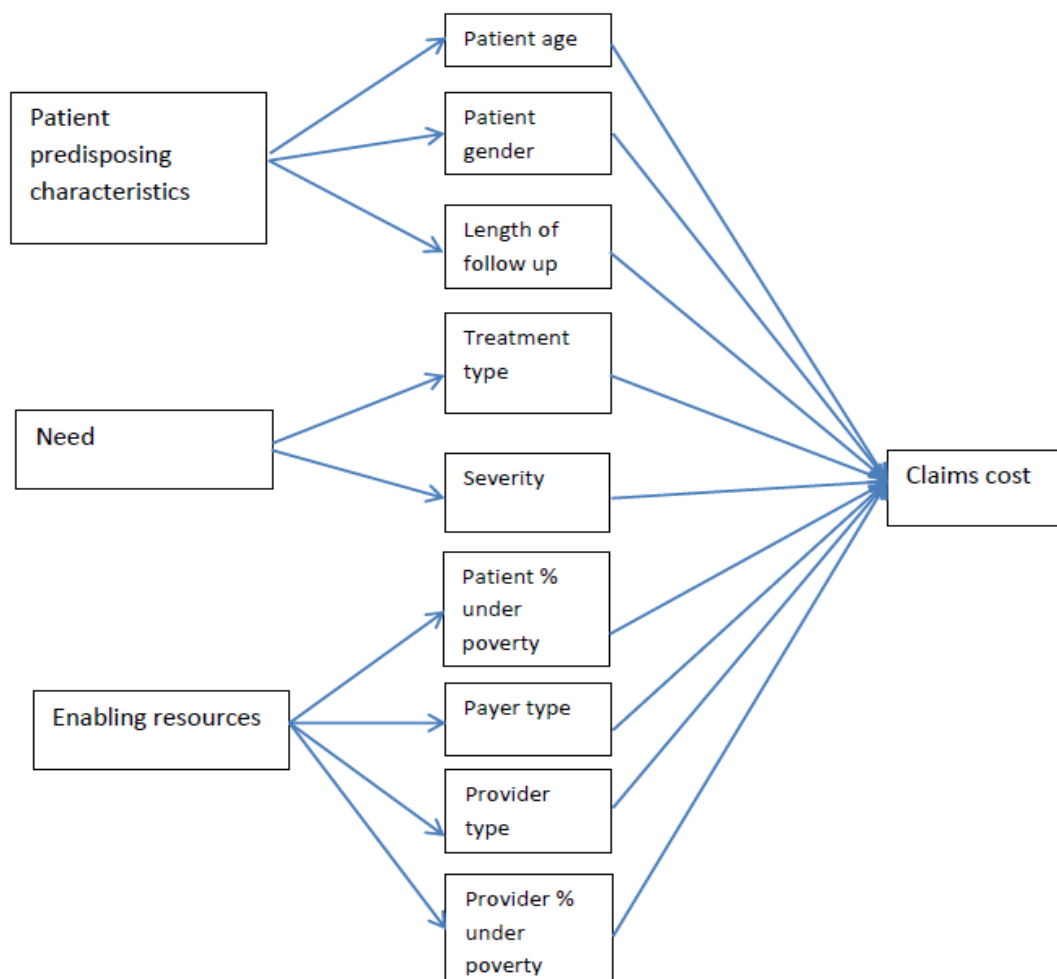 Patient
predisposing
characteristics
Need
Enabling resources
Patient age
Patient
gender
Length of
follow up
Treatment
type
Severity
Patient %
under
poverty
Payer type
Provider
type
Provider %
under
poverty
Claims cost